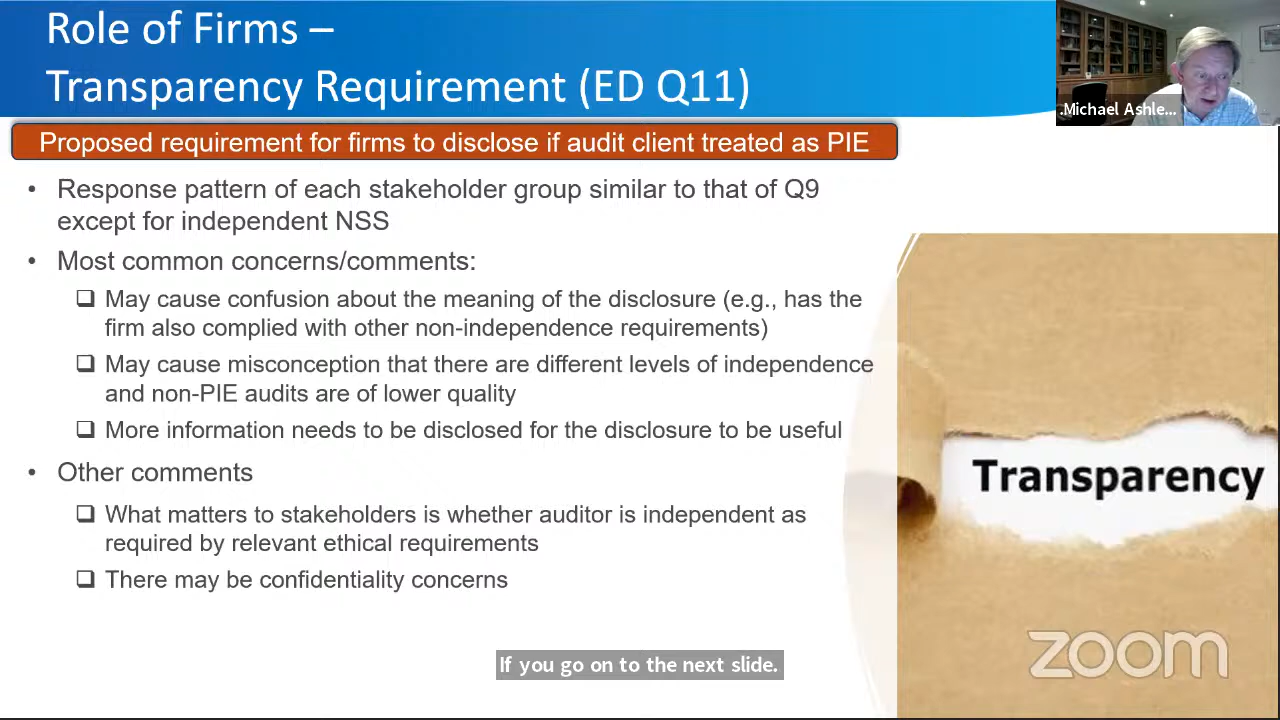 Role of Firms –
Transparency Requirement (ED Q11)
.Michael Ashle...
Proposed requirement for firms to disclose if audit client treated as PIE
• Response pattern of each stakeholder group similar to that of Q9
except for independent NSS
• Most common concerns/comments:
❑ May cause confusion about the meaning of the disclosure (e.g., has the
firm also complied with other non-independence requirements)
❑ May cause misconception that there are different levels of independence
and non-PIE audits are of lower quality
❑ More information needs to be disclosed for the disclosure to be useful
• Other comments
❑ What matters to stakeholders is whether auditor is independent as
required by relevant ethical requirements
❑ There may be confidentiality concerns
Transparency
If you go on to the next slide.
zoom